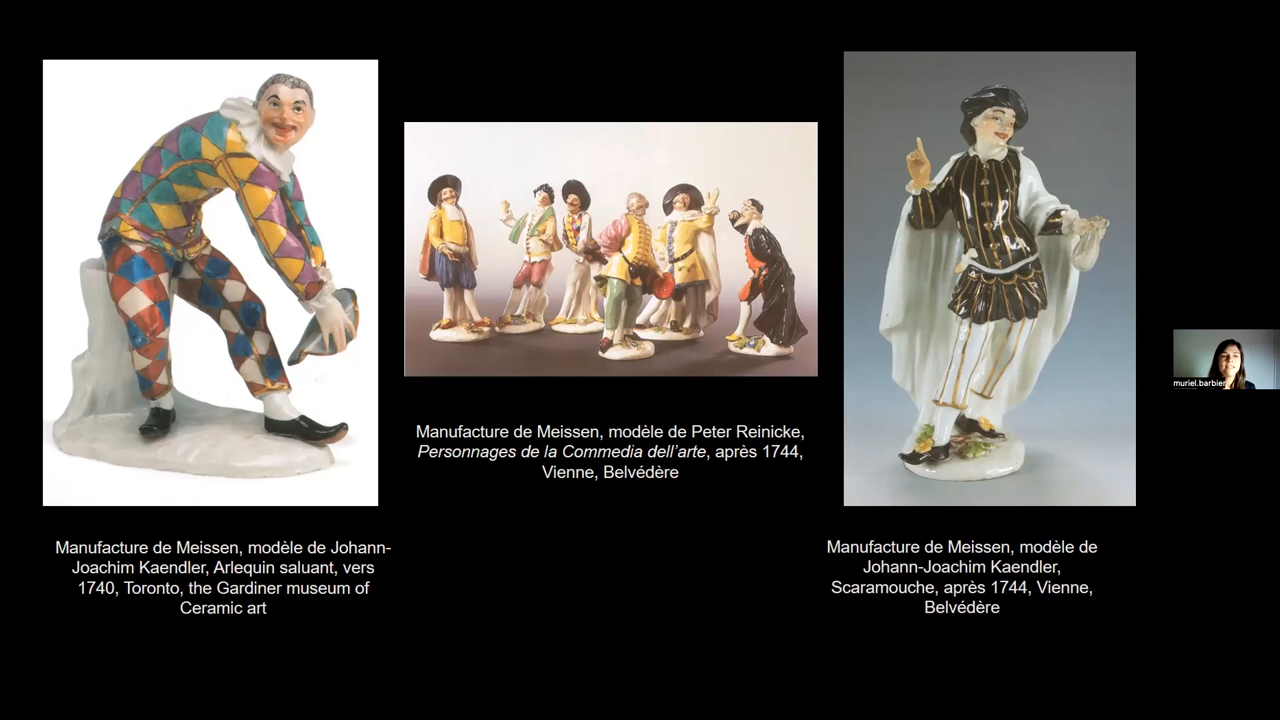 Manufacture de Meissen, modèle de Johann-
Joachim Kaendler, Arlequin saluant, vers
1740, Toronto, the Gardiner museum of
Ceramic art
Manufacture de Meissen, modèle de Peter Reinicke,
Personnages de la Commedia dell’arte, après 1744,
Vienne, Belvédère
Manufacture de Meissen, modèle de
Johann-Joachim Kaendler,
Scaramouche, après 1744, Vienne,
Belvédère
muriel.barbier